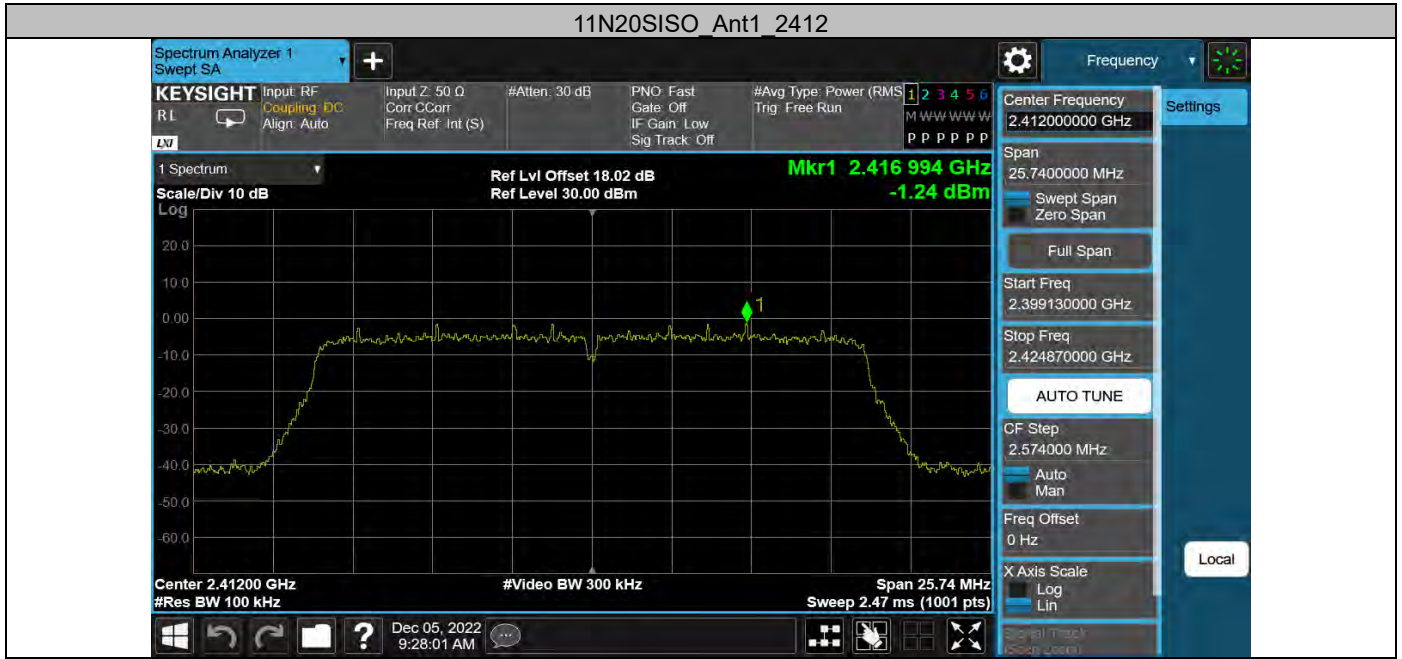 11N20SISO_Ant1_2412
Spectrum Analyzer 1
Swept SA
Frequency
KEYSIGHT
RL
LXI
Input: RF
Coupling: DC
Align: Auto
Input Z: 50 Ω
Corr CCorr
Freq Ref: Int (S)
#Atten: 30 dB
PNO: Fast
Gate: Off
IF Gain: Low
Sig Track: Off
#Avg Type: Power (RMS
Trig: Free Run
1 2 3 4 5 6
M W W W W W
P P P P P P
Center Frequency
2.412000000 GHz
Settings
1 Spectrum
Scale/Div 10 dB
Ref Lvl Offset 18.02 dB
Ref Level 30.00 dBm
Mkr1 2.416 994 GHz
-1.24 dBm
Span
25.7400000 MHz
Swept Span
Zero Span
Full Span
Start Freq
2.399130000 GHz
Stop Freq
2.424870000 GHz
AUTO TUNE
CF Step
2.574000 MHz
Auto
Man
Freq Offset
0 Hz
X Axis Scale
Log
Lin
Signal Track
(Span Zoom)
Local
Log
20.0
10.0
0.00
-10.0
-20.0
-30.0
-40.0
-50.0
-60.0
1
Center 2.41200 GHz
#Video BW 300 kHz
Span 25.74 MHz
#Res BW 100 kHz
Sweep 2.47 ms (1001 pts)
?
Dec 05, 2022
9:28:01 AM